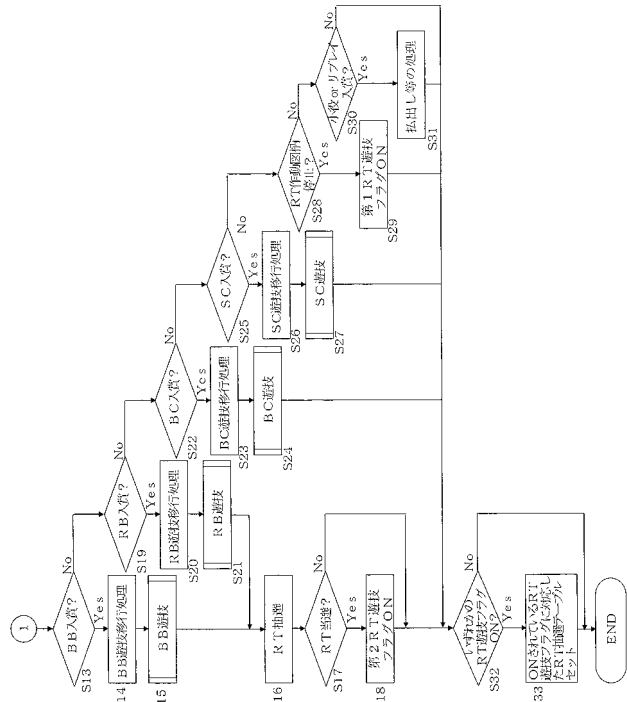 1
BB入賞?
No
S13
Yes
BB遊技移行処理
14
BB遊技
15
RB入賞?
No
S19
Yes
RB遊技移行処理
S20
RB遊技
S21
RT抽選
16
RT当選?
No
S17
Yes
第2RT遊技
フラグON
18
BC入賞?
No
S22
Yes
BC遊技移行処理
S23
BC遊技
S24
SC入賞?
No
S25
Yes
SC遊技移行処理
S26
SC遊技
S27
RT作動図柄
停止?
No
S28
Yes
第1RT遊技
フラグON
S29
小役orリプレイ
入賞?
No
S30
Yes
払出し等の処理
S31
いずれかの
RT遊技フラグ
ON?
No
S32
Yes
ONされているRT
遊技フラグに対応し
たRT抽選テーブル
セット
33
END